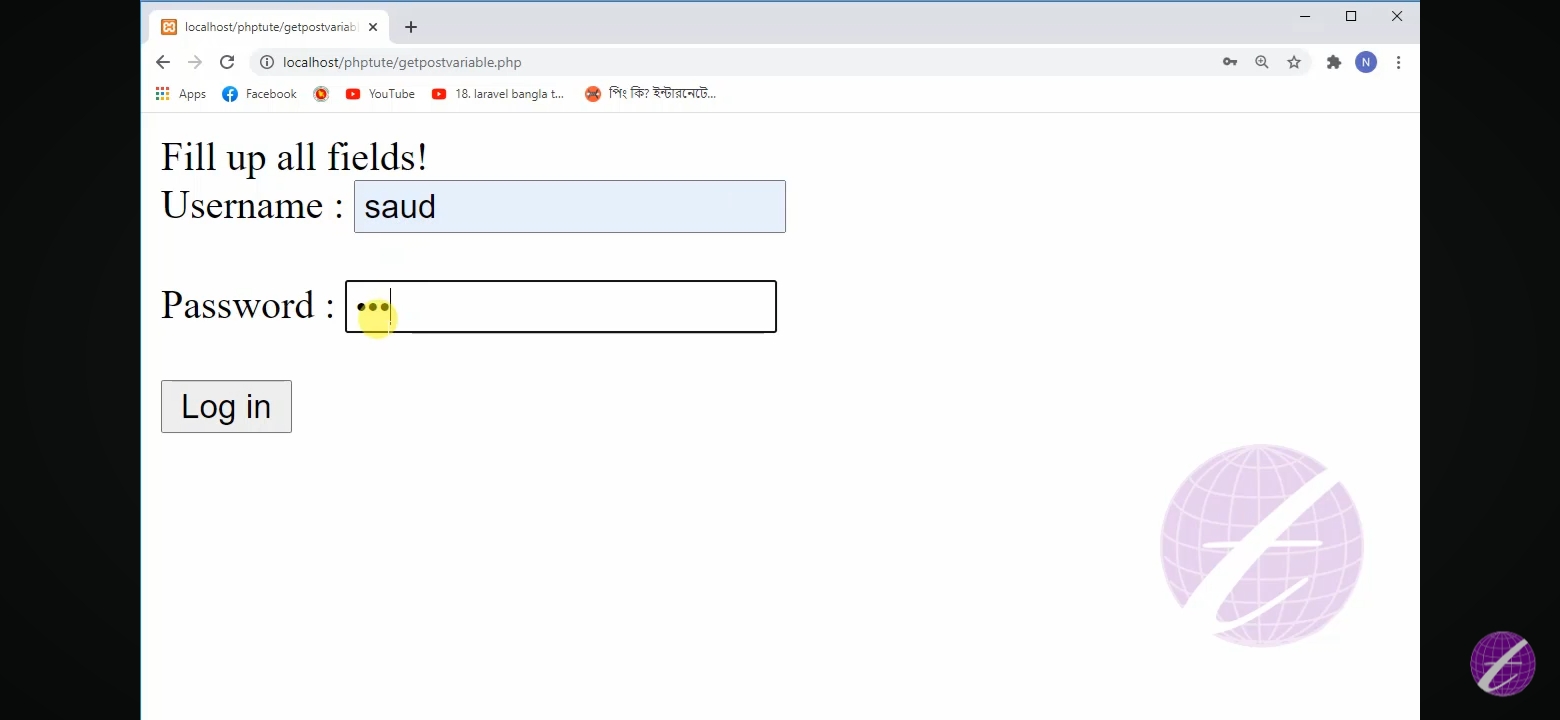 localhost/phptute/getpostvariab
localhost/phptute/getpostvariable.php
N
Apps
Facebook
YouTube
18. laravel bangla t...
পিং কি? ইন্টারনেটে...
Fill up all fields!
Username : saud
Password : •••
Log in